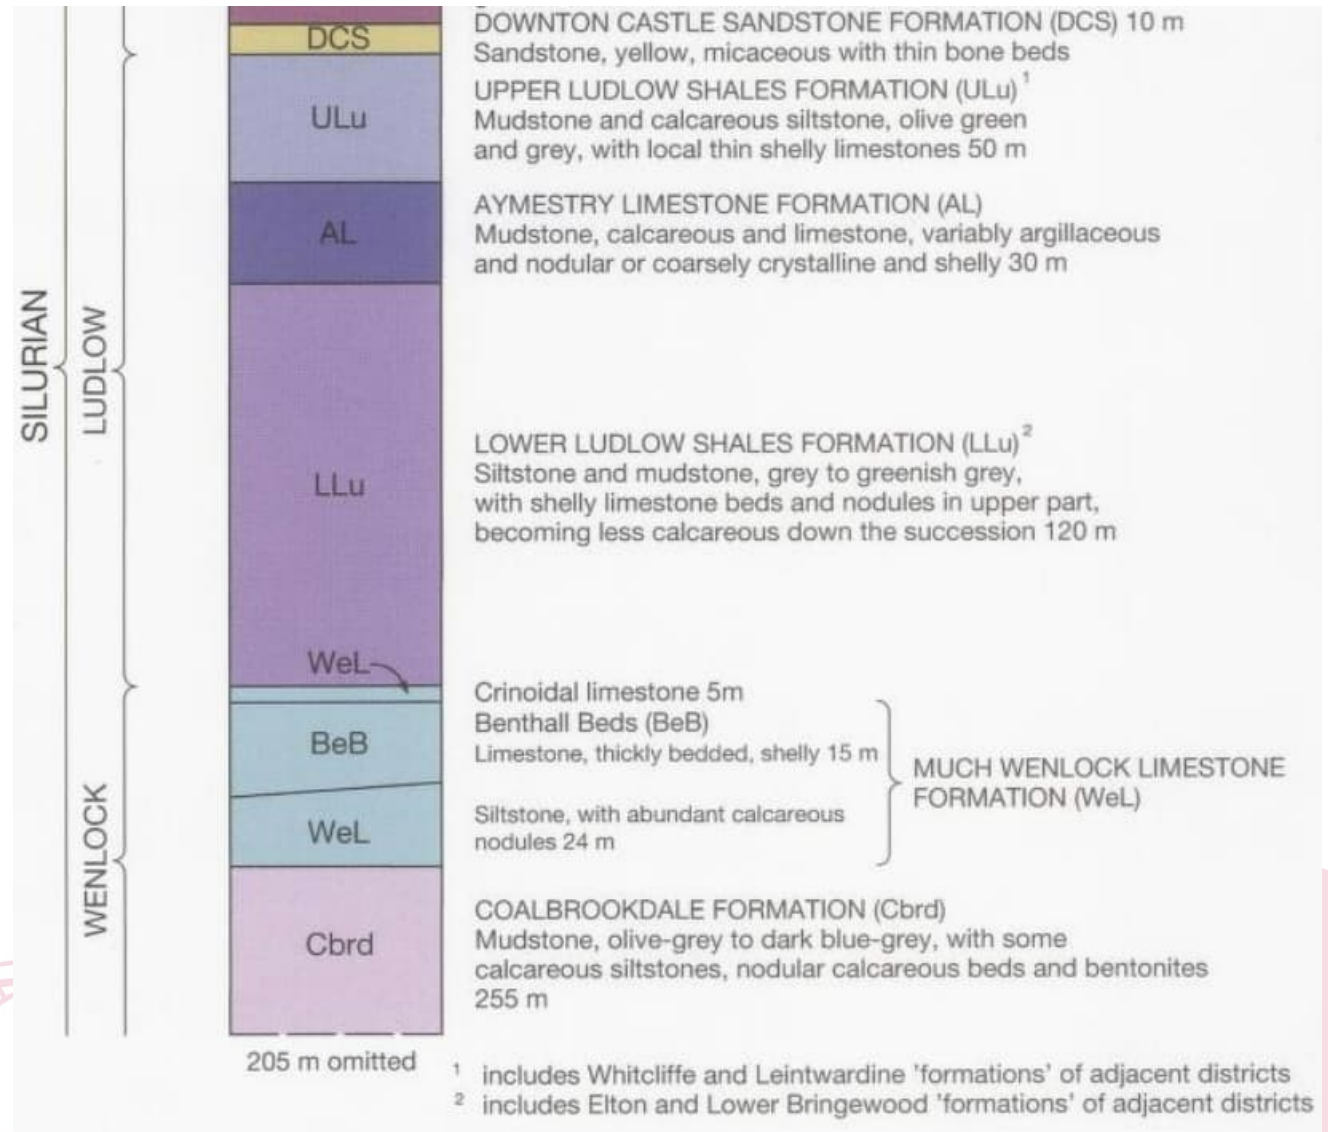 DCS
DOWNTON CASTLE SANDSTONE FORMATION (DCS) 10 m
Sandstone, yellow, micaceous with thin bone beds
ULu
UPPER LUDLOW SHALES FORMATION (ULu) 1
Mudstone and calcareous siltstone, olive green
and grey, with local thin shelly limestones 50 m
AL
AYMESTRY LIMESTONE FORMATION (AL)
Mudstone, calcareous and limestone, variably argillaceous
and nodular or coarsely crystalline and shelly 30 m
SILURIAN
LUDLOW
LLu
LOWER LUDLOW SHALES FORMATION (LLu) 2
Siltstone and mudstone, grey to greenish grey,
with shelly limestone beds and nodules in upper part,
becoming less calcareous down the succession 120 m
WeL
Crinoidal limestone 5m
BeB
Benthall Beds (BeB)
Limestone, thickly bedded, shelly 15 m
WeL
Siltstone, with abundant calcareous
nodules 24 m
MUCH WENLOCK LIMESTONE
FORMATION (WeL)
WENLOCK
Cbrd
COALBROOKDALE FORMATION (Cbrd)
Mudstone, olive-grey to dark blue-grey, with some
calcareous siltstones, nodular calcareous beds and bentonites
255 m
205 m omitted
1 includes Whitcliffe and Leintwardine 'formations' of adjacent districts
2 includes Elton and Lower Bringewood 'formations' of adjacent districts